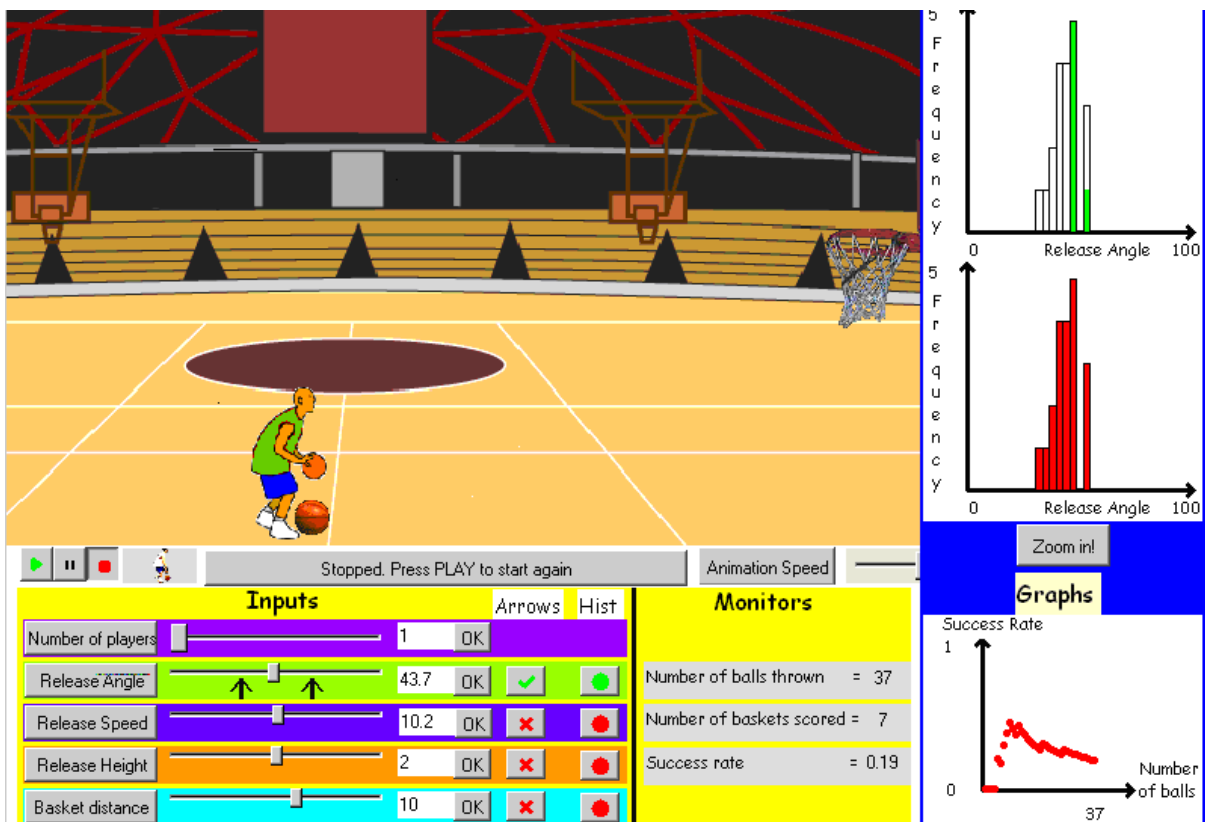 5
Frequency
0 Release Angle 100
5
Frequency
0 Release Angle 100
Zoom in!
Stopped. Press PLAY to start again
Animation Speed
Inputs
Arrows
Hist
Number of players
1
OK
Release Angle
43.7
OK
Release Speed
10.2
OK
Release Height
2
OK
Basket distance
10
OK
Monitors
Number of balls thrown = 37
Number of baskets scored = 7
Success rate = 0.19
Graphs
Success Rate
1
0
Number
of balls
37